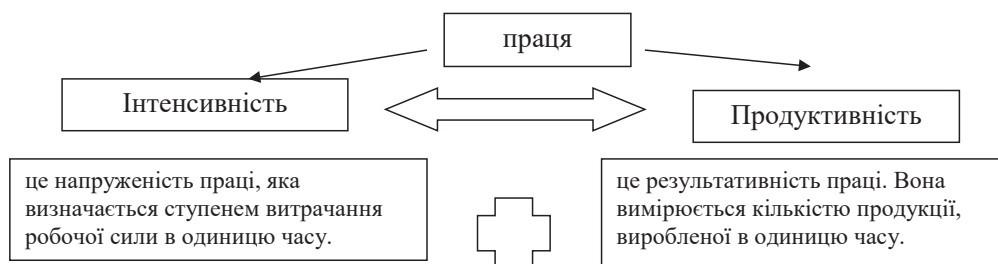 праця
Інтенсивність
Продуктивність
це напруженість праці, яка
визначається ступенем витрачання
робочої сили в одиницю часу.
це результативність праці. Вона
вимірюється кількістю продукції,
виробленої в одиницю часу.